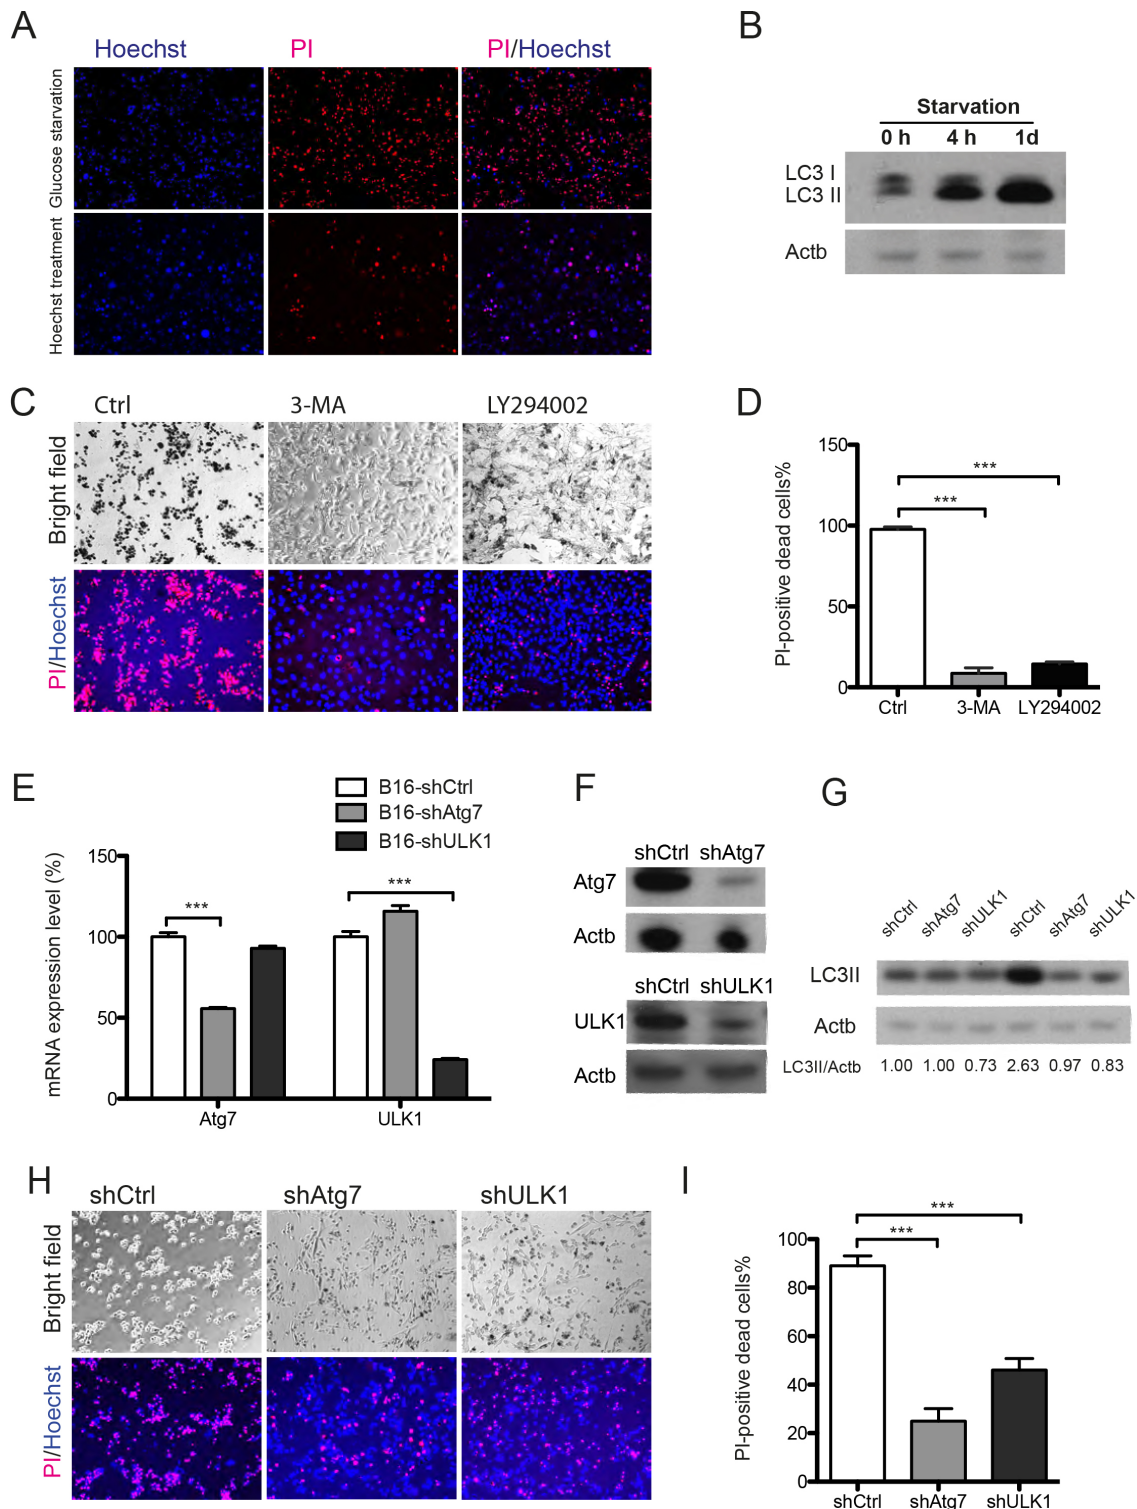 A
Hoechst
PI
PI/Hoechst
Glucose starvation
Hoechst treatment
B
Starvation
0 h 4 h 1d
LC3 I
LC3 II
Actb
C
Ctrl
3-MA
LY294002
Bright field
PI/Hoechst
D
PI-positive dead cells%
150
100
50
0
***
***
Ctrl 3-MA LY294002
E
B16-shCtrl
B16-shAtg7
B16-shULK1
mRNA expression level (%)
150
100
50
0
***
***
Atg7 ULK1
F
shCtrl shAtg7
Atg7
Actb
shCtrl shULK1
ULK1
Actb
G
shCtrl shAtg7 shULK1 shCtrl shAtg7 shULK1
LC3II
Actb
LC3II/Actb 1.00 1.00 0.73 2.63 0.97 0.83
H
shCtrl
shAtg7
shULK1
Bright field
PI/Hoechst
I
PI-positive dead cells%
100
80
60
40
20
0
***
***
shCtrl shAtg7 shULK1